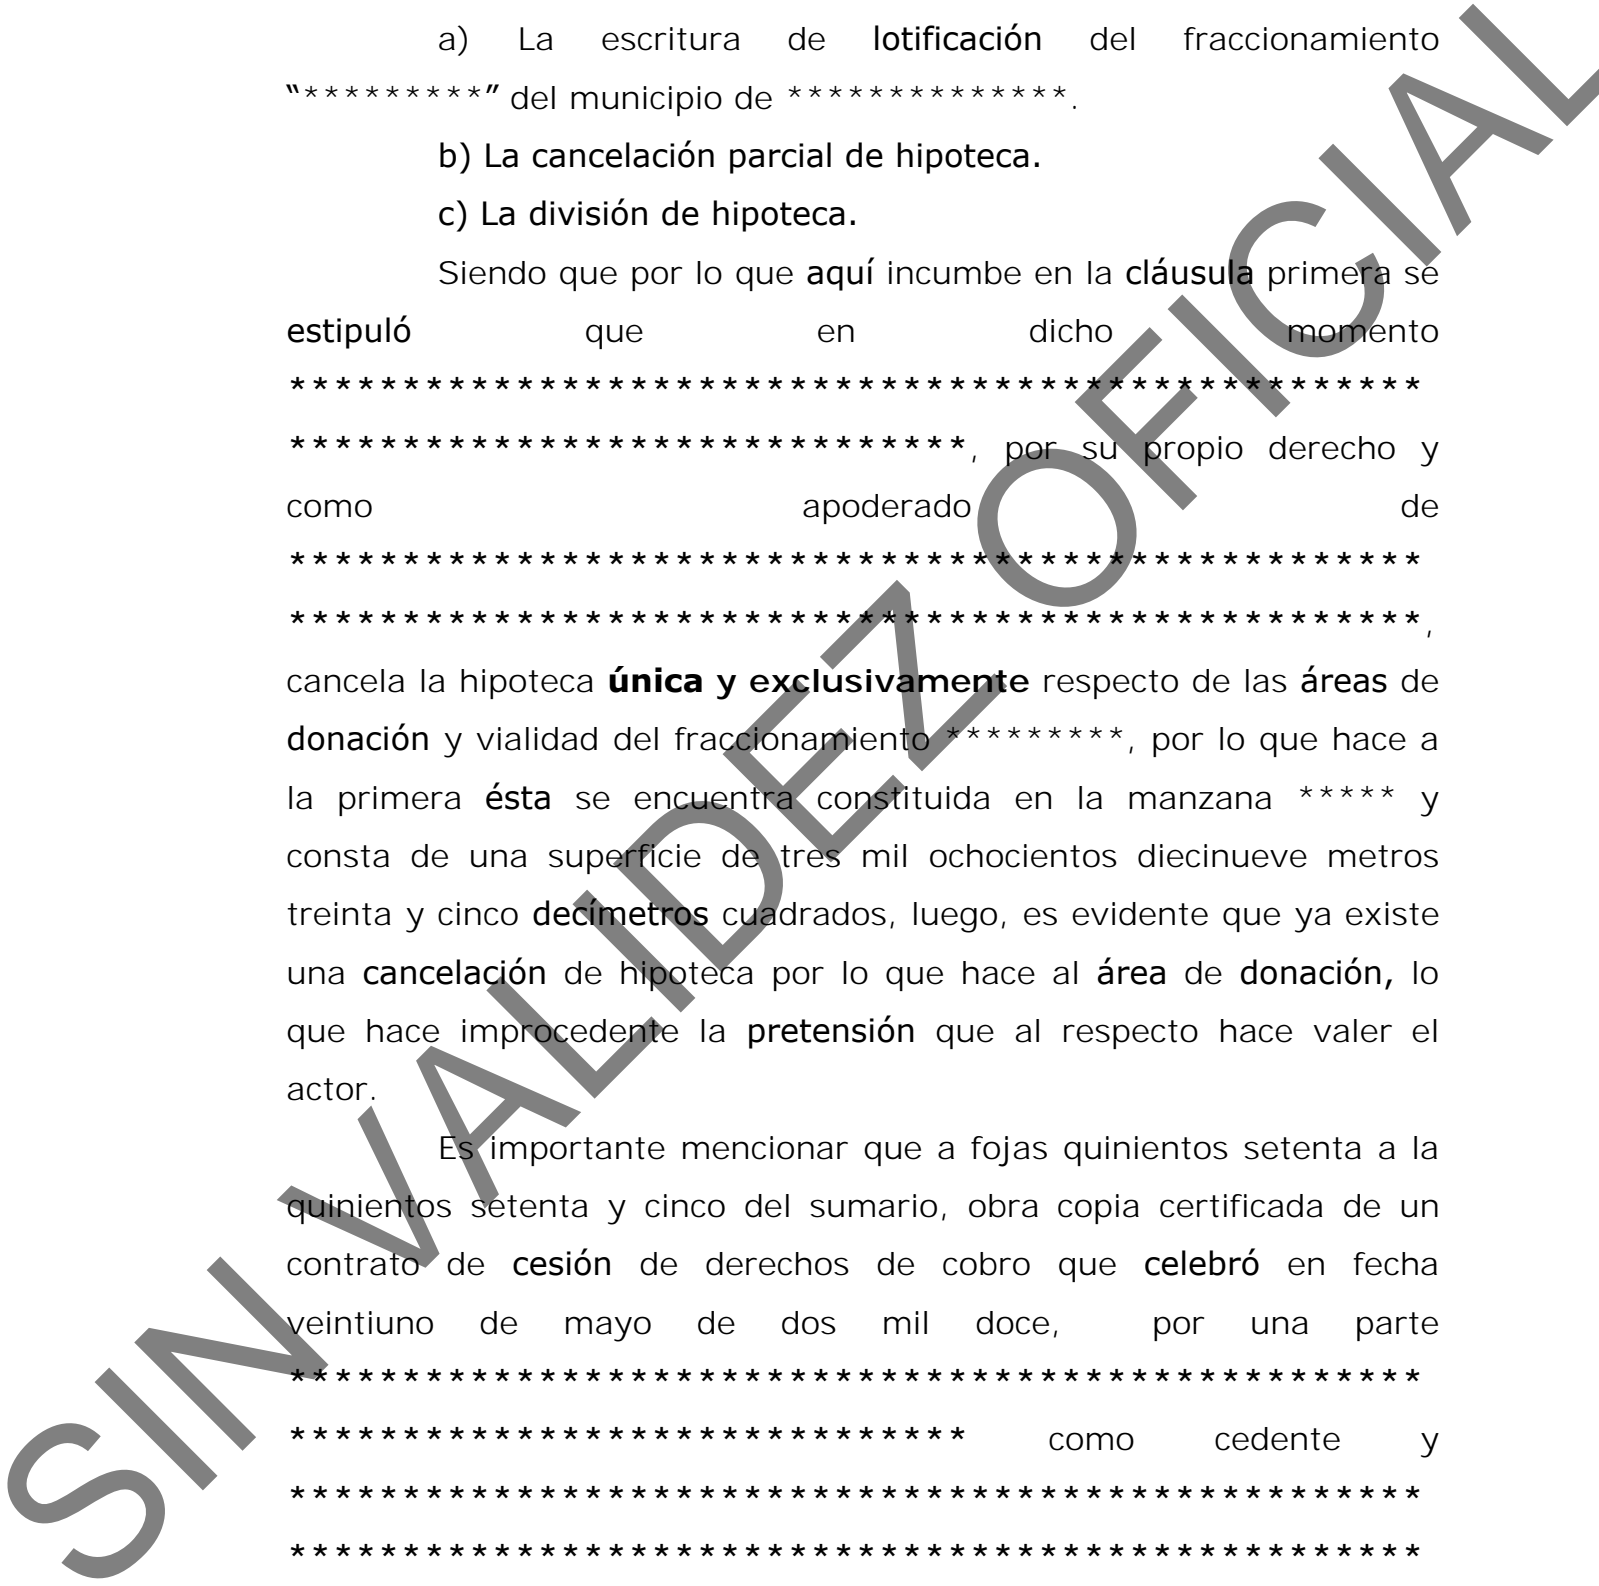 a) La escritura de lotificación del fraccionamiento
"*********" del municipio de **************.
b) La cancelación parcial de hipoteca.
c) La división de hipoteca.
Siendo que por lo que aquí incumbe en la cláusula primera se
estipuló que en dicho momento
**************************************************
******************************, por su propio derecho y
como apoderado de
**************************************************
**************************************************,
cancela la hipoteca única y exclusivamente respecto de las áreas de
donación y vialidad del fraccionamiento *********, por lo que hace a
la primera ésta se encuentra constituida en la manzana ***** y
consta de una superficie de tres mil ochocientos diecinueve metros
treinta y cinco decímetros cuadrados, luego, es evidente que ya existe
una cancelación de hipoteca por lo que hace al área de donación, lo
que hace improcedente la pretensión que al respecto hace valer el
actor.
Es importante mencionar que a fojas quinientos setenta a la
quinientos setenta y cinco del sumario, obra copia certificada de un
contrato de cesión de derechos de cobro que celebró en fecha
veintiuno de mayo de dos mil doce, por una parte
**************************************************
****************************** como cedente y
**************************************************
**************************************************
SIN VALIDEZ OFICIAL